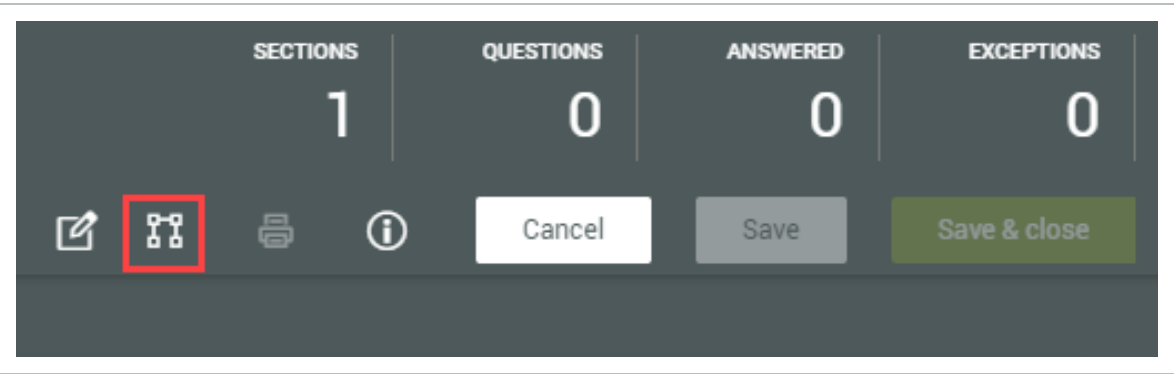 SECTIONS QUESTIONS ANSWERED EXCEPTIONS
1 0 0 0
Cancel Save Save & close